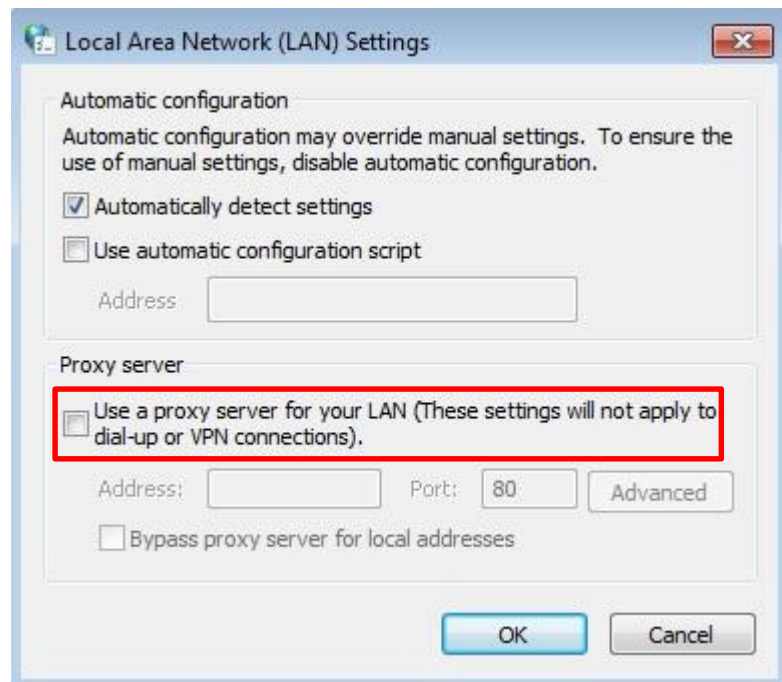 Local Area Network (LAN) Settings
Automatic configuration
Automatic configuration may override manual settings. To ensure the
use of manual settings, disable automatic configuration.
Automatically detect settings
Use automatic configuration script
Address
Proxy server
Use a proxy server for your LAN (These settings will not apply to
dial-up or VPN connections).
Address: Port: 80 Advanced
Bypass proxy server for local addresses
OK Cancel